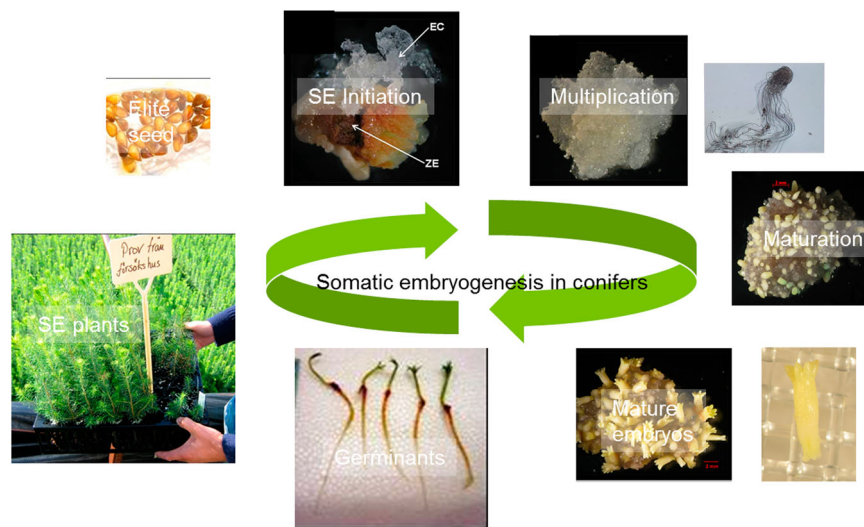 Elite
seed
EC
SE Initiation
ZE
Multiplication
Maturation
Somatic embryogenesis in conifers
Prov från
försökshus
SE plants
Germinants
Mature
embryos